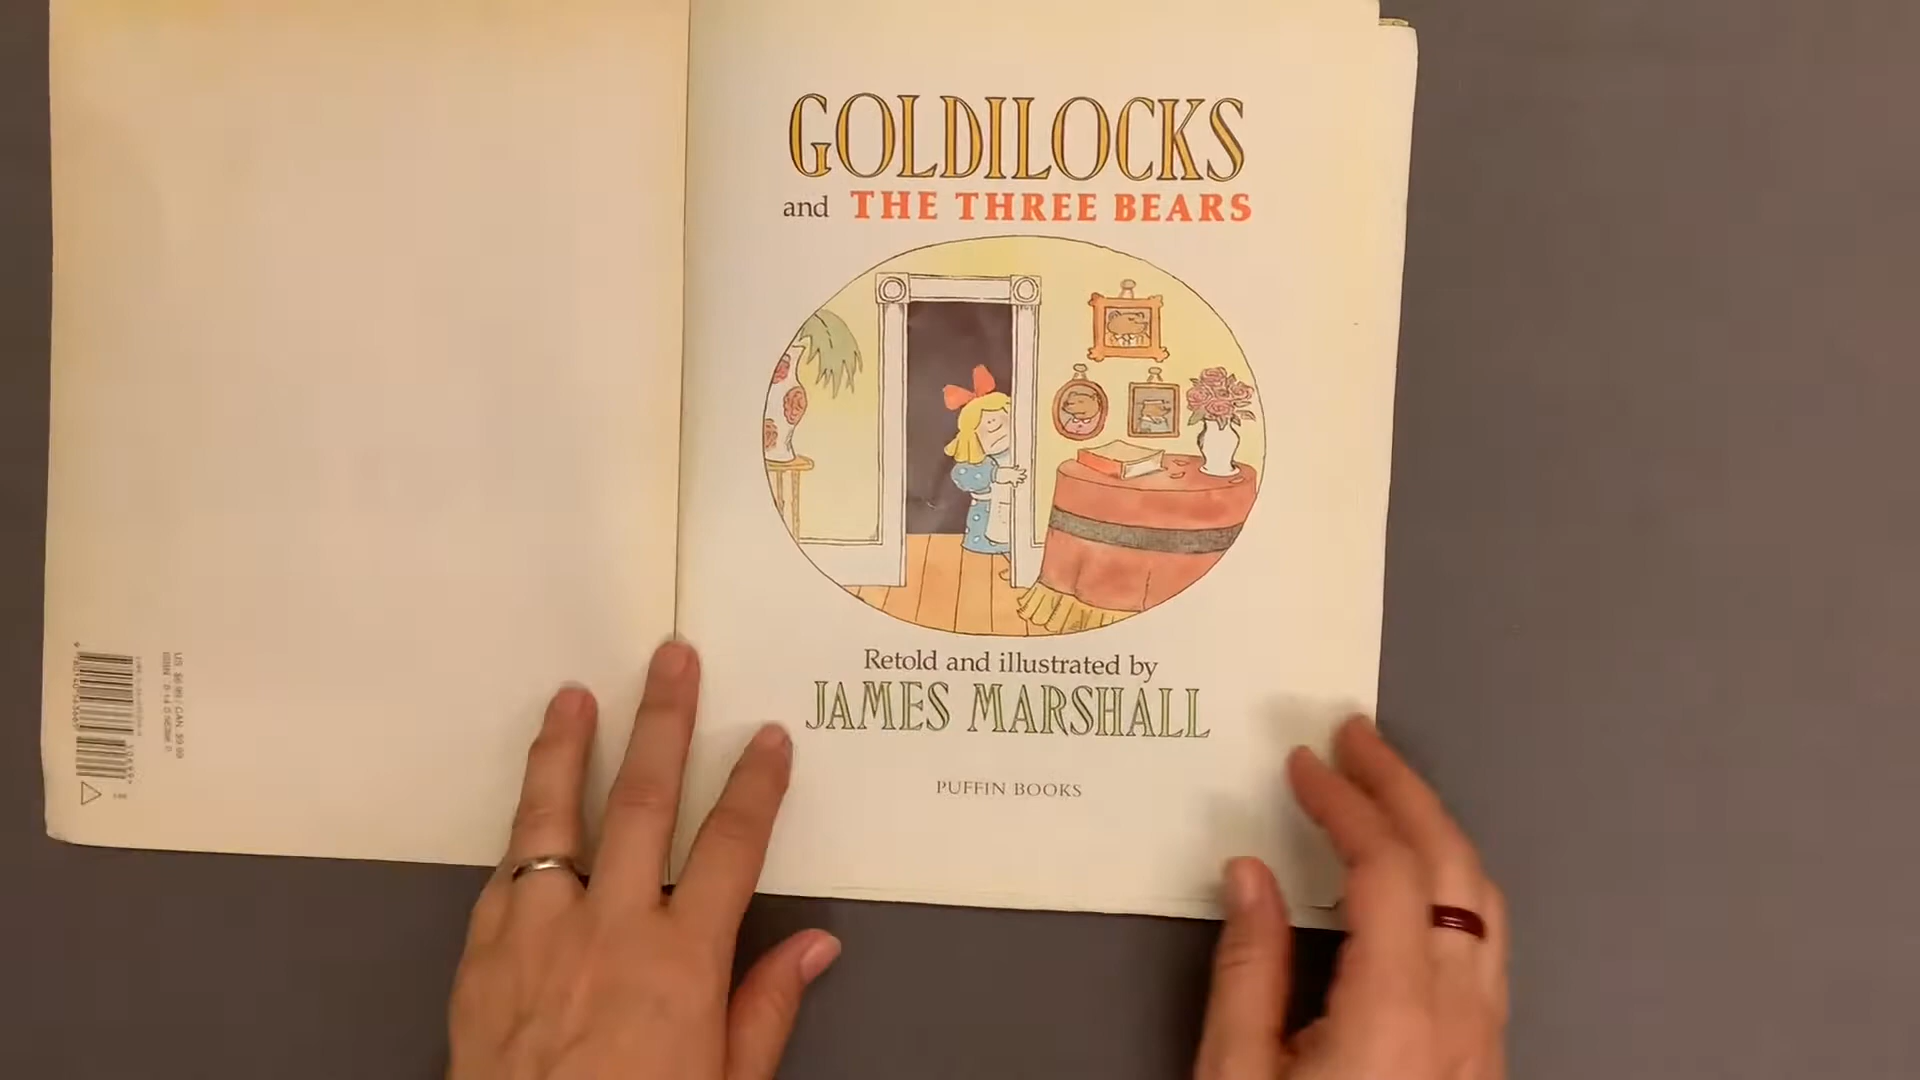 GOLDILOCKS
and THE THREE BEARS
Retold and illustrated by
JAMES MARSHALL
PUFFIN BOOKS